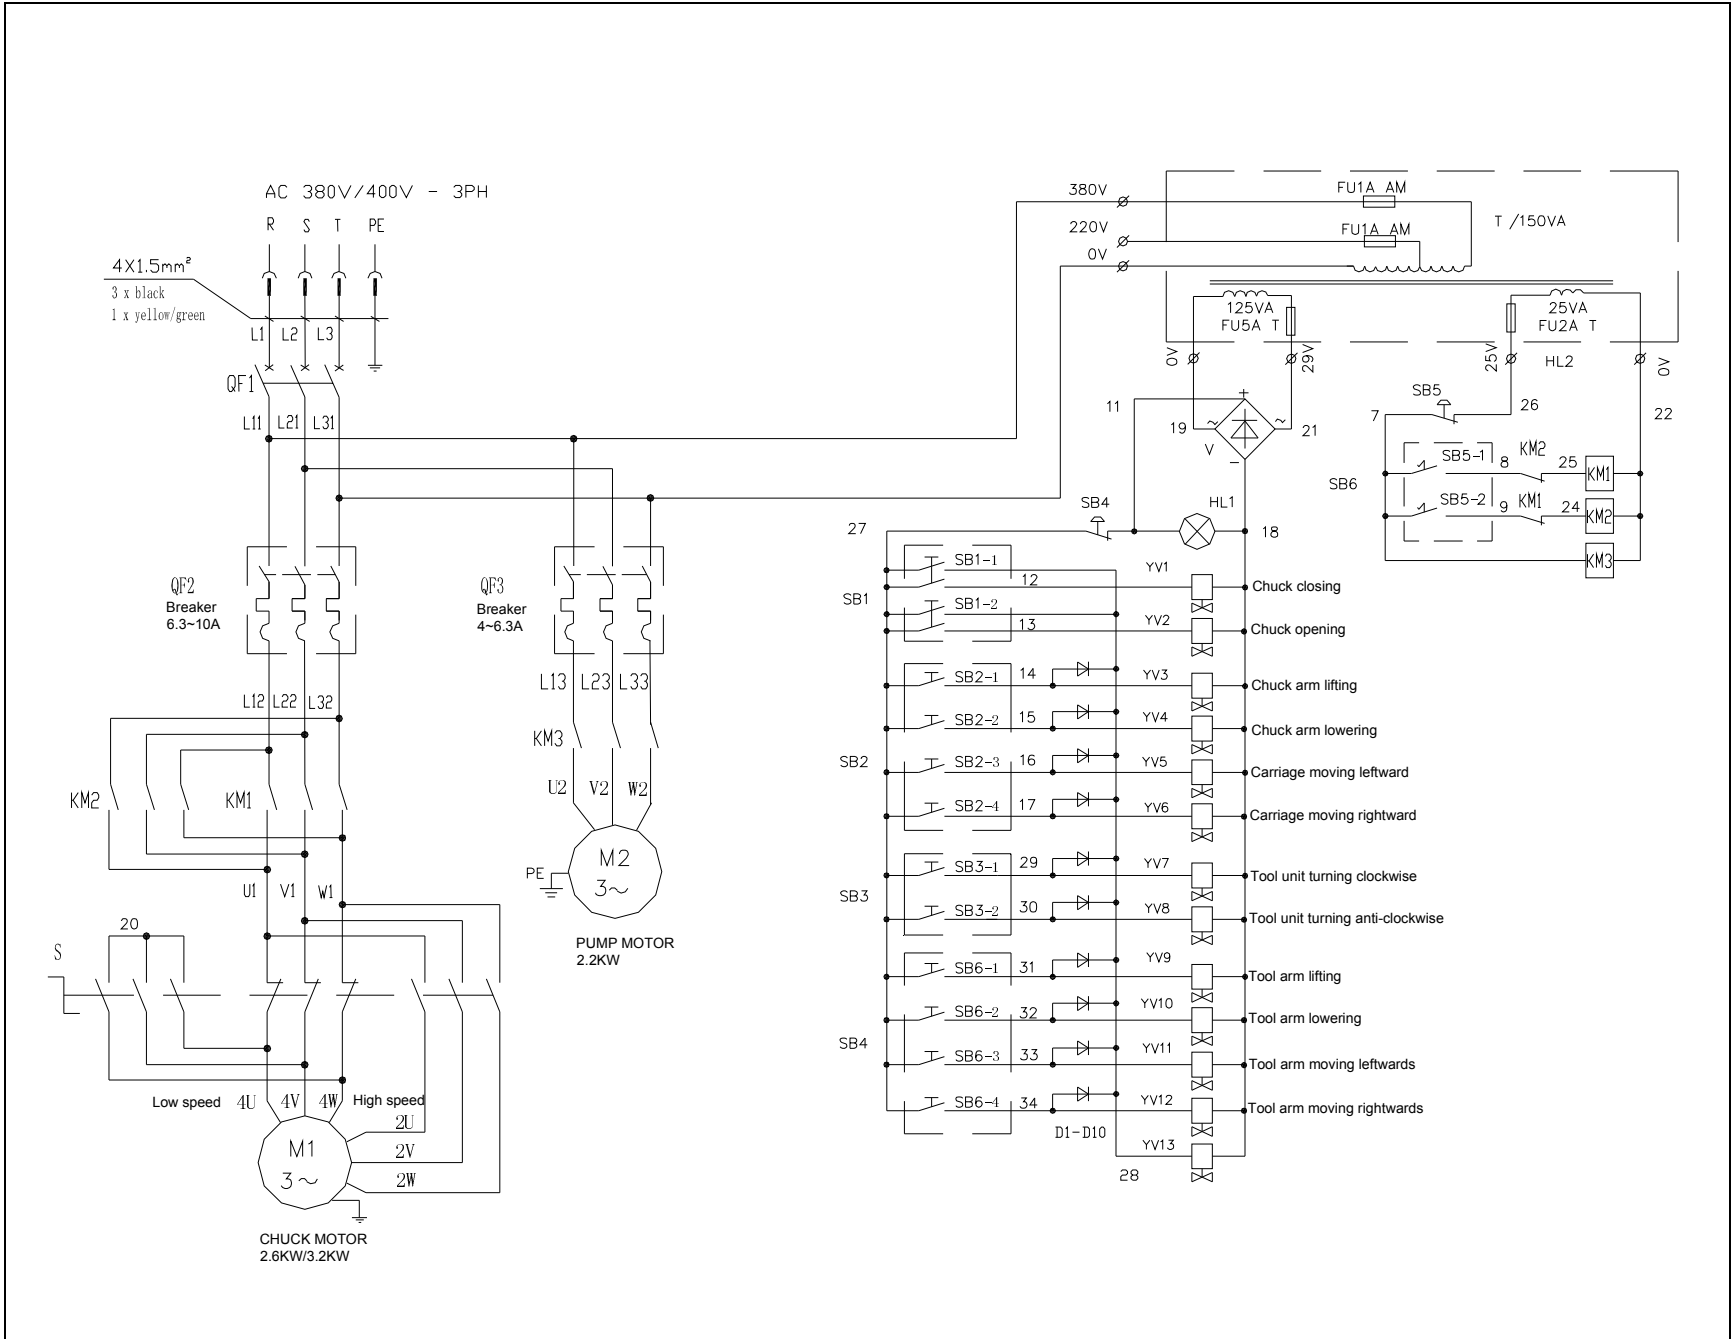 AC 380V/400V - 3PH
R S T PE
4X1.5mm²
3 x black
1 x yellow/green
L1 L2 L3
QF1
L11 L21 L31
QF2
Breaker
6.3~10A
QF3
Breaker
4~6.3A
L12 L22 L32
L13 L23 L33
KM2 KM1
KM3
U2 V2 W2
M2
3~
PE
PUMP MOTOR
2.2KW
U1 V1 W1
20
S
Low speed 4U 4V 4W High speed
2U
2V
2W
M1
3~
CHUCK MOTOR
2.6KW/3.2KW
380V
220V
0V
FU1A AM
FU1A AM
T /150VA
125VA
FU5A T
25VA
FU2A T
0V
29V
25V
HL2
0V
11
19
V
~
+
~
-
21
SB5
7
26
22
SB6
SB5-1
8
KM2
25
KM1
SB5-2
9
KM1
24
KM2
KM3
27
SB4
HL1
18
SB1
SB1-1
12
YV1
Chuck closing
SB1-2
13
YV2
Chuck opening
SB2
SB2-1
14
YV3
Chuck arm lifting
SB2-2
15
YV4
Chuck arm lowering
SB2-3
16
YV5
Carriage moving leftward
SB2-4
17
YV6
Carriage moving rightward
SB3
SB3-1
29
YV7
Tool unit turning clockwise
SB3-2
30
YV8
Tool unit turning anti-clockwise
SB4
SB6-1
31
YV9
Tool arm lifting
SB6-2
32
YV10
Tool arm lowering
SB6-3
33
YV11
Tool arm moving leftwards
SB6-4
34
YV12
Tool arm moving rightwards
D1-D10
YV13
28